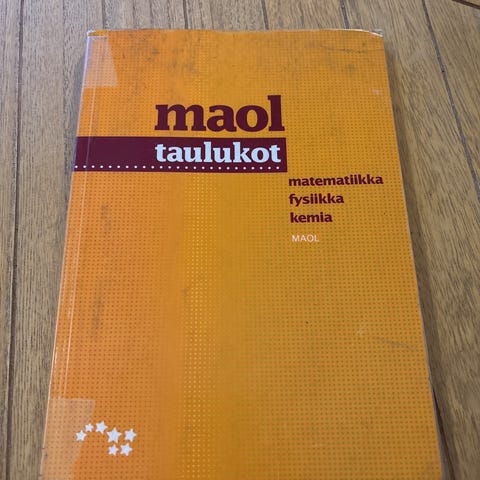 maol
taulukot
matematiikka
fysiikka
kemia
MAOL